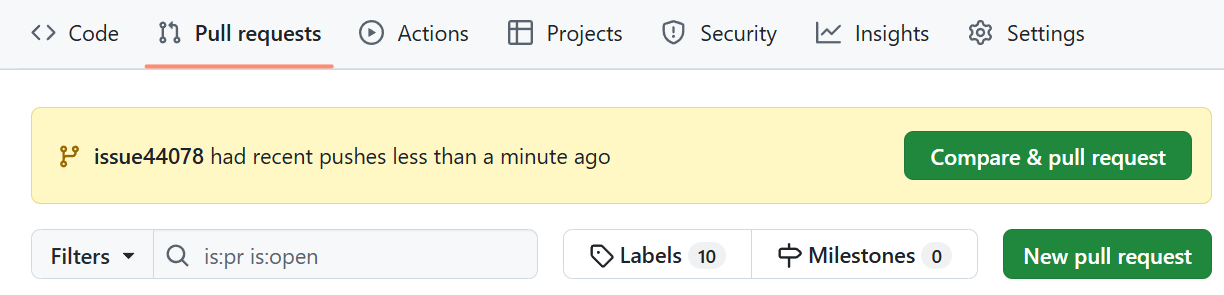 Code Pull requests Actions Projects Security Insights Settings
issue44078 had recent pushes less than a minute ago Compare & pull request
Filters is:pr is:open Labels 10 Milestones 0 New pull request